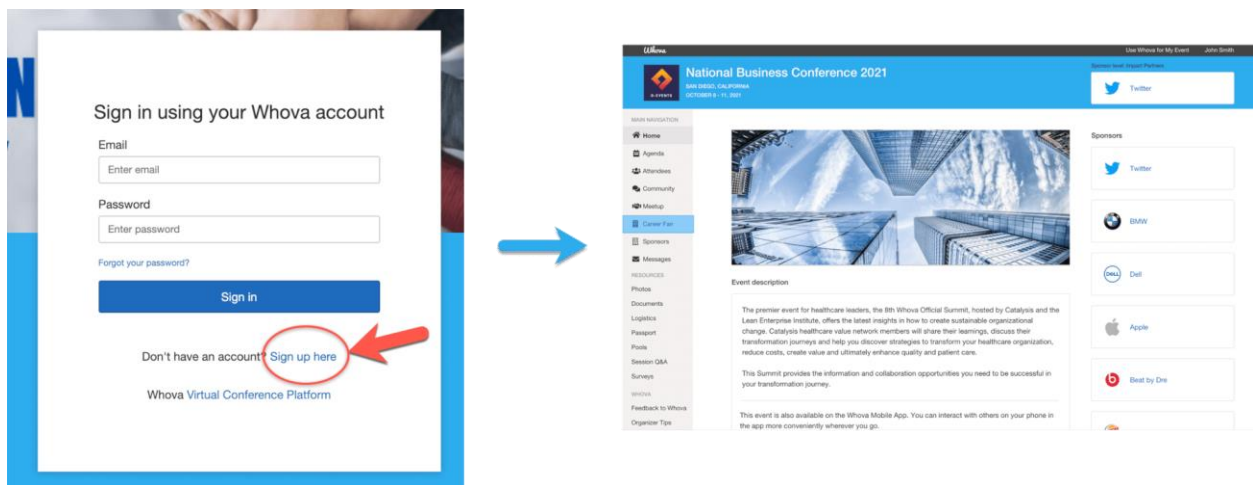 Sign in using your Whova account
Email
Enter email
Password
Enter password
Forgot your password?
Sign in
Don't have an account? Sign up here
Whova Virtual Conference Platform
Whova
Use Whova for My Event John Smith
National Business Conference 2021
SAN DIEGO, CALIFORNIA
OCTOBER 9 - 11, 2021
Sponsor level: Import Partners
Twitter
MAIN NAVIGATION
Home
Agenda
Attendees
Community
Meetup
Career Fair
Sponsors
Messages
RESOURCES
Photos
Documents
Logistics
Passport
Pools
Session Q&A
Surveys
WHOVA
Feedback to Whova
Organizer Tips
Event description
The premier event for healthcare leaders, the 8th Whova Official Summit, hosted by Catalysis and the
Lean Enterprise Institute, offers the latest insights in how to create sustainable organizational
change. Catalysis healthcare value network members will share their learnings, discuss their
transformation journeys and help you discover strategies to transform your healthcare organization,
reduce costs, create value and ultimately enhance quality and patient care.
This Summit provides the information and collaboration opportunities you need to be successful in
your transformation journey.
This event is also available on the Whova Mobile App. You can interact with others on your phone in
the app more conveniently wherever you go.
Sponsors
Twitter
BMW
DELL
Dell
Apple
Beat by Dre